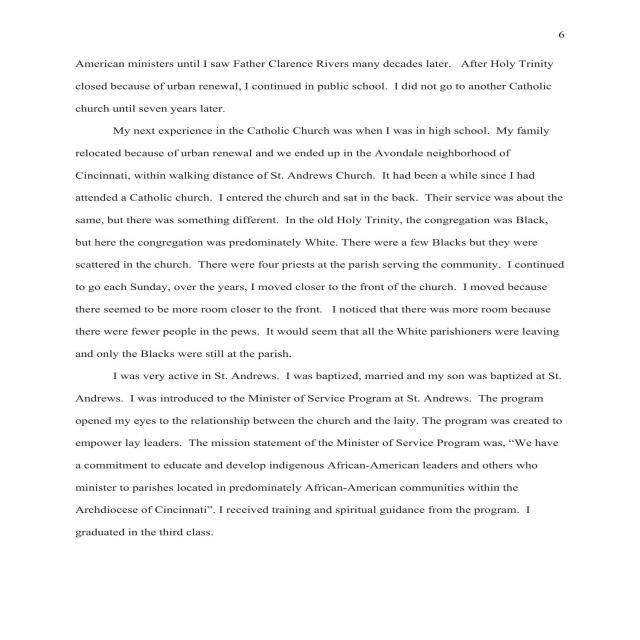 6
American ministers until I saw Father Clarence Rivers many decades later.   After Holy Trinity
closed because of urban renewal, I continued in public school.  I did not go to another Catholic
church until seven years later.
My next experience in the Catholic Church was when I was in high school.  My family
relocated because of urban renewal and we ended up in the Avondale neighborhood of
Cincinnati, within walking distance of St. Andrews Church.  It had been a while since I had
attended a Catholic church.  I entered the church and sat in the back.  Their service was about the
same, but there was something different.  In the old Holy Trinity, the congregation was Black,
but here the congregation was predominately White. There were a few Blacks but they were
scattered in the church.  There were four priests at the parish serving the community.  I continued
to go each Sunday, over the years, I moved closer to the front of the church.  I moved because
there seemed to be more room closer to the front.   I noticed that there was more room because
there were fewer people in the pews.  It would seem that all the White parishioners were leaving
and only the Blacks were still at the parish.
I was very active in St. Andrews.  I was baptized, married and my son was baptized at St.
Andrews.  I was introduced to the Minister of Service Program at St. Andrews.  The program
opened my eyes to the relationship between the church and the laity. The program was created to
empower lay leaders.  The mission statement of the Minister of Service Program was, “We have
a commitment to educate and develop indigenous African-American leaders and others who
minister to parishes located in predominately African-American communities within the
Archdiocese of Cincinnati”. I received training and spiritual guidance from the program.  I
graduated in the third class.